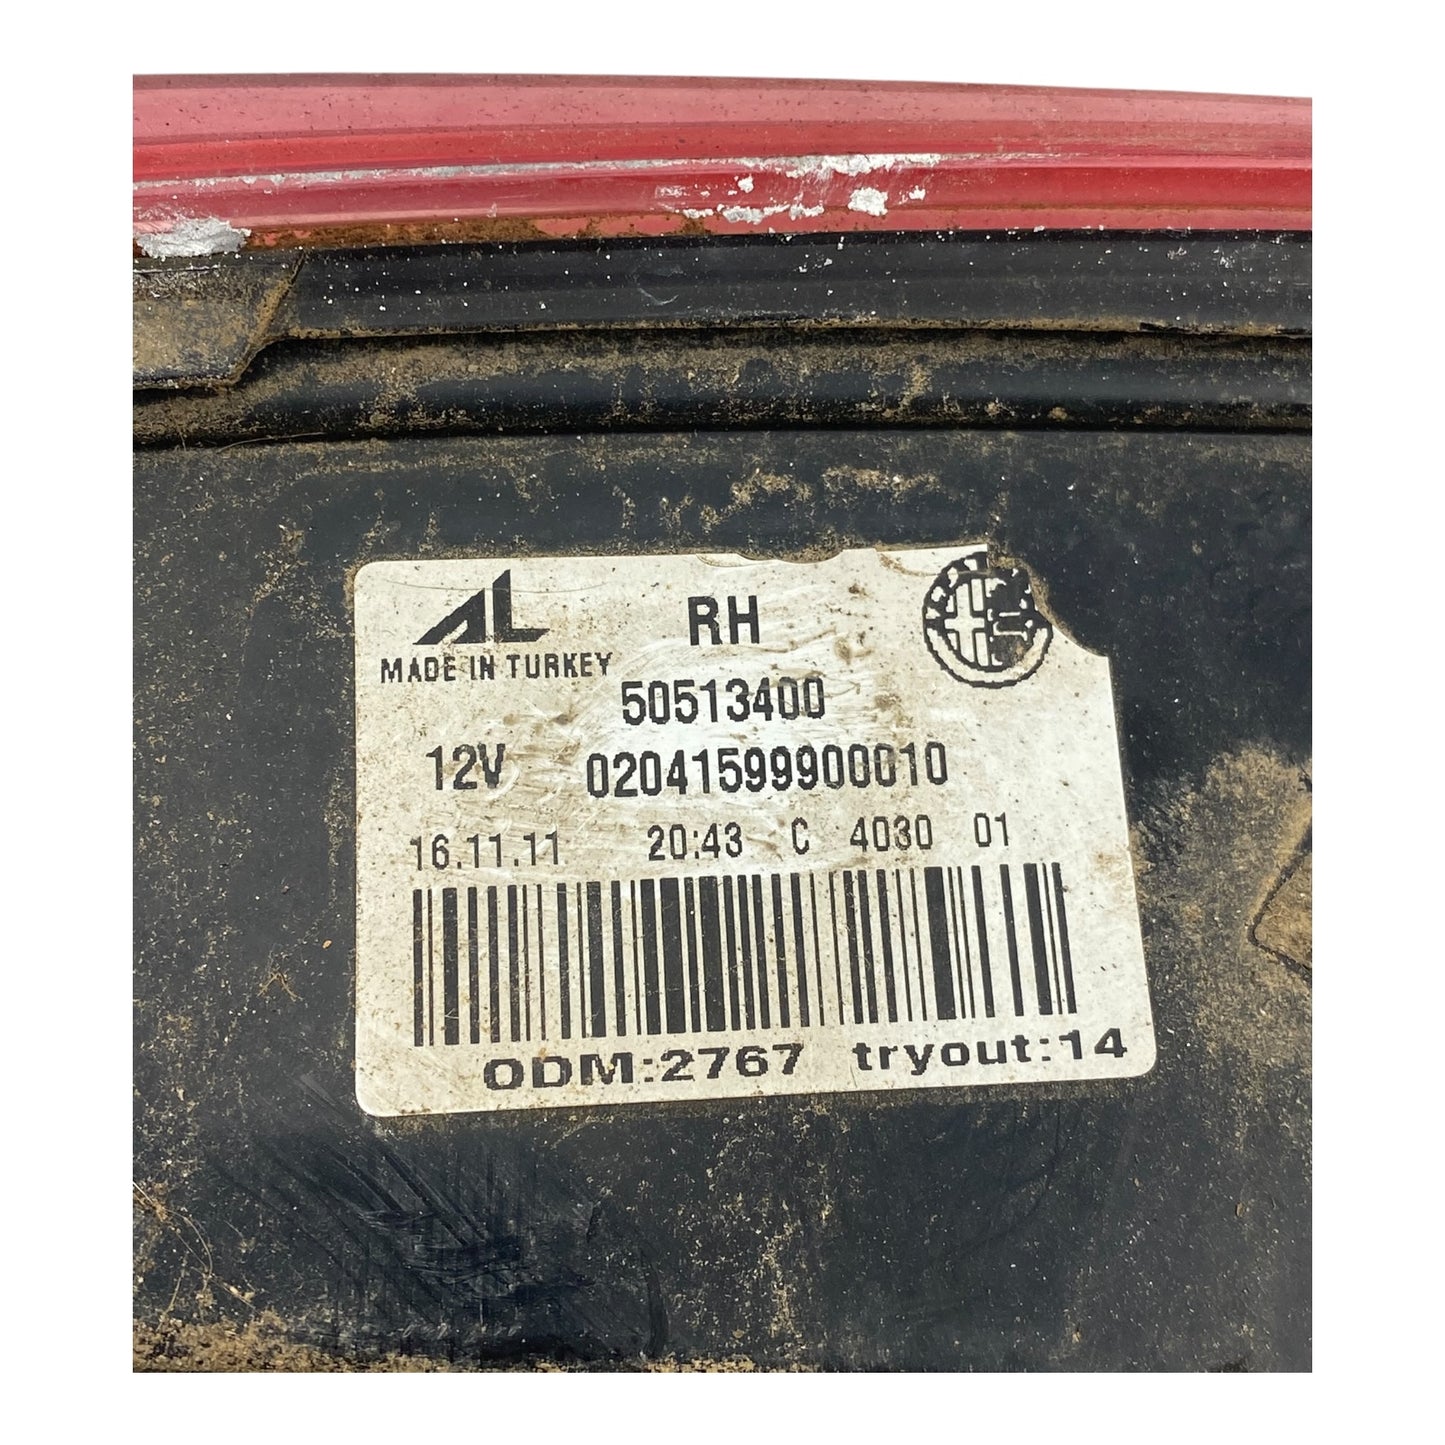 AL RH
MADE IN TURKEY
50513400
12V 02041599900010
16.11.11 20:43 C 4030 01
ODM:2767 tryout:14